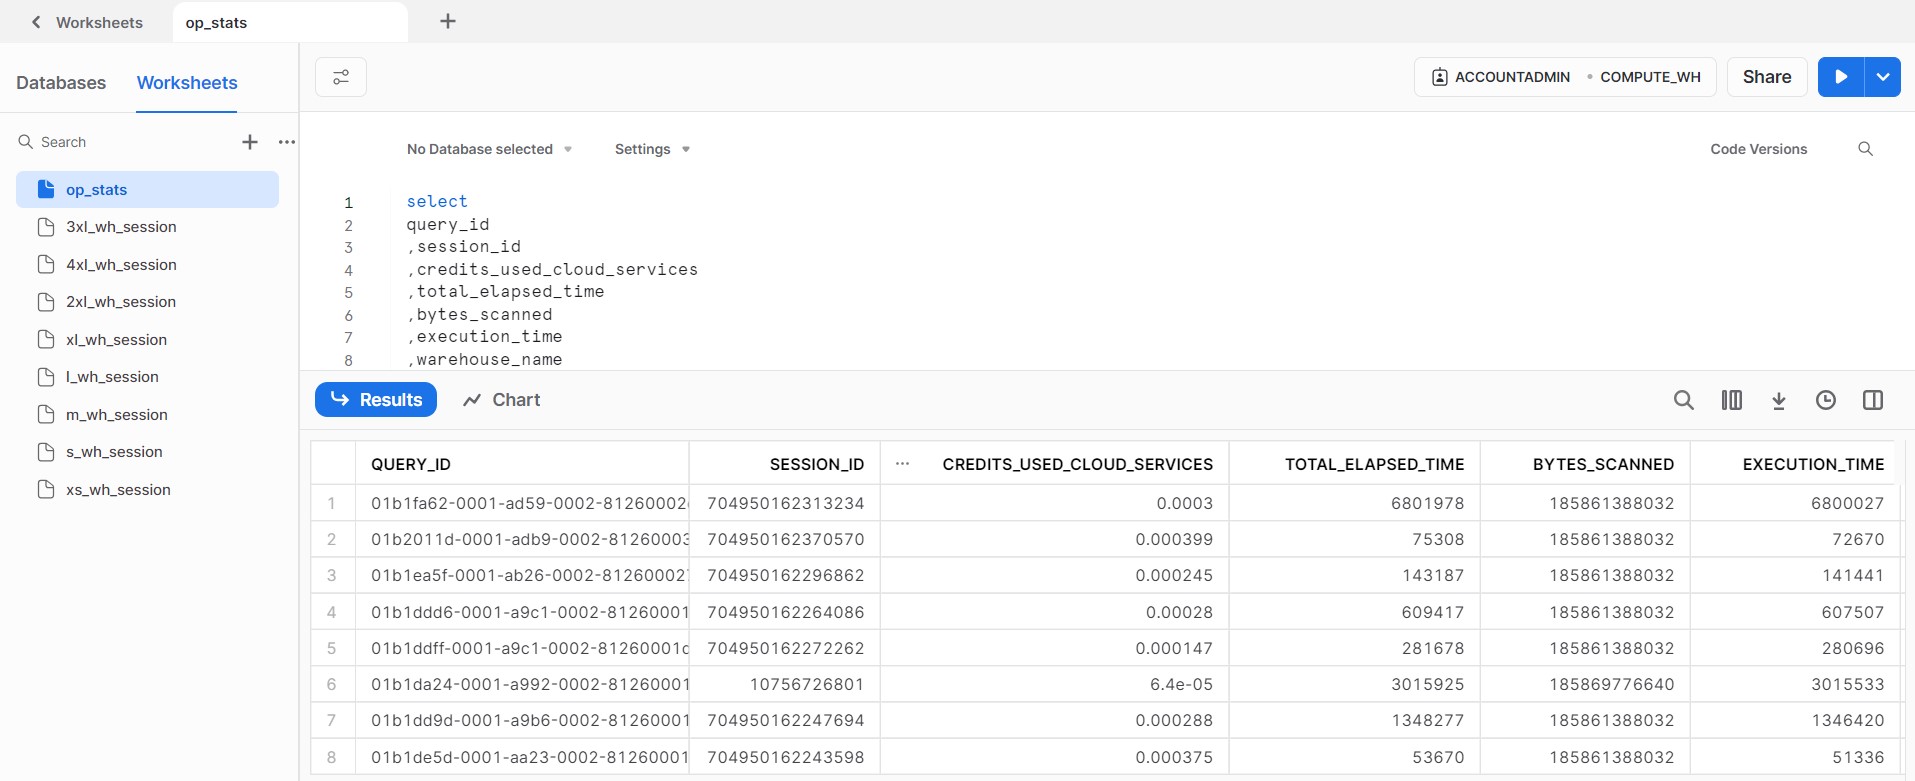 Worksheets
op_stats
Databases Worksheets
Search
op_stats
3xl_wh_session
4xl_wh_session
2xl_wh_session
xl_wh_session
l_wh_session
m_wh_session
s_wh_session
xs_wh_session
ACCOUNTADMIN • COMPUTE_WH Share
No Database selected Settings Code Versions
1 select
2 query_id
3 ,session_id
4 ,credits_used_cloud_services
5 ,total_elapsed_time
6 ,bytes_scanned
7 ,execution_time
8 ,warehouse_name
Results Chart
QUERY_ID SESSION_ID ... CREDITS_USED_CLOUD_SERVICES TOTAL_ELAPSED_TIME BYTES_SCANNED EXECUTION_TIME
1 01b1fa62-0001-ad59-0002-81260002 704950162313234 0.0003 6801978 185861388032 6800027
2 01b2011d-0001-adb9-0002-81260003 704950162370570 0.000399 75308 185861388032 72670
3 01b1ea5f-0001-ab26-0002-81260002 704950162296862 0.000245 143187 185861388032 141441
4 01b1ddd6-0001-a9c1-0002-81260001 704950162264086 0.00028 609417 185861388032 607507
5 01b1ddff-0001-a9c1-0002-81260001 704950162272262 0.000147 281678 185861388032 280696
6 01b1da24-0001-a992-0002-81260001 10756726801 6.4e-05 3015925 185869776640 3015533
7 01b1dd9d-0001-a9b6-0002-81260001 704950162247694 0.000288 1348277 185861388032 1346420
8 01b1de5d-0001-aa23-0002-81260001 704950162243598 0.000375 53670 185861388032 51336